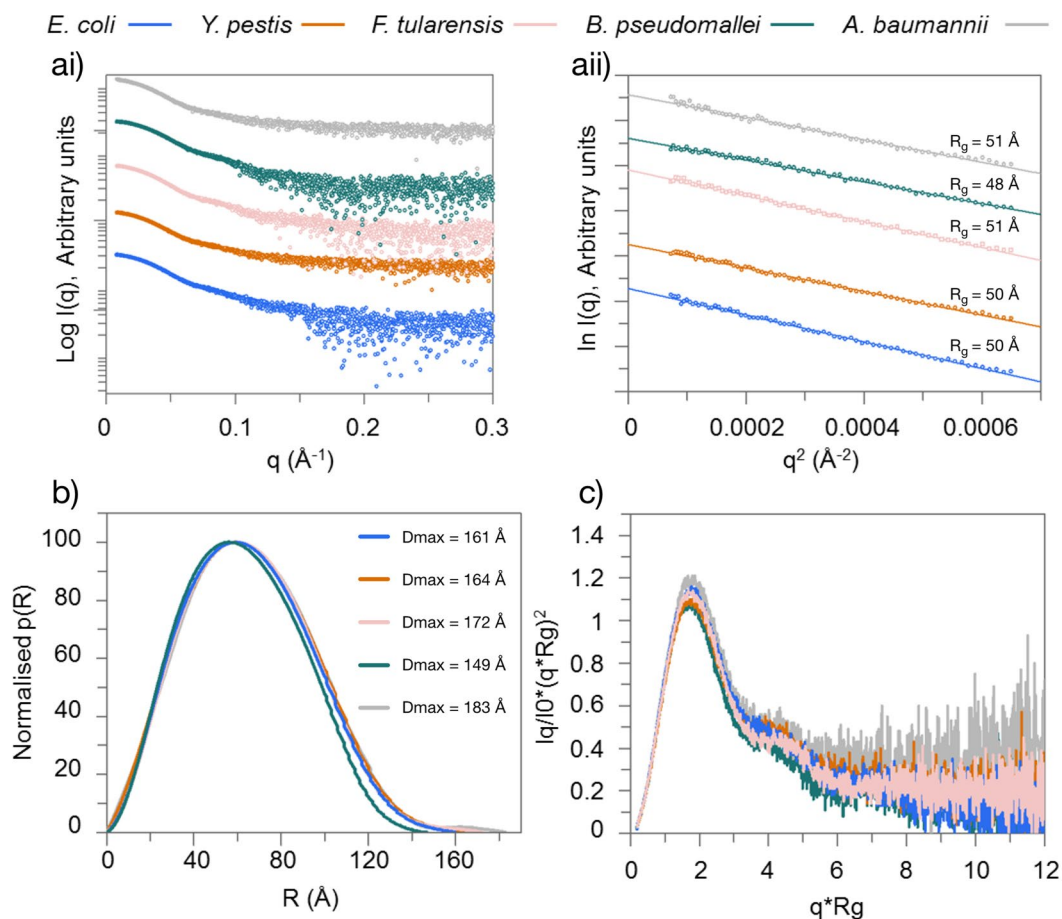 E. coli Y. pestis F. tularensis B. pseudomallei A. baumannii
ai)
Log I(q), Arbitrary units
0 0.1 0.2 0.3
q (Å⁻¹)
aii)
ln I(q), Arbitrary units
Rg = 51 Å
Rg = 48 Å
Rg = 51 Å
Rg = 50 Å
Rg = 50 Å
0 0.0002 0.0004 0.0006
q² (Å⁻²)
b)
Normalised p(R)
100
80
60
40
20
0
Dmax = 161 Å
Dmax = 164 Å
Dmax = 172 Å
Dmax = 149 Å
Dmax = 183 Å
0 40 80 120 160
R (Å)
c)
Iq/I0*(q*Rg)²
1.4
1.2
1
0.8
0.6
0.4
0.2
0
0 2 4 6 8 10 12
q*Rg